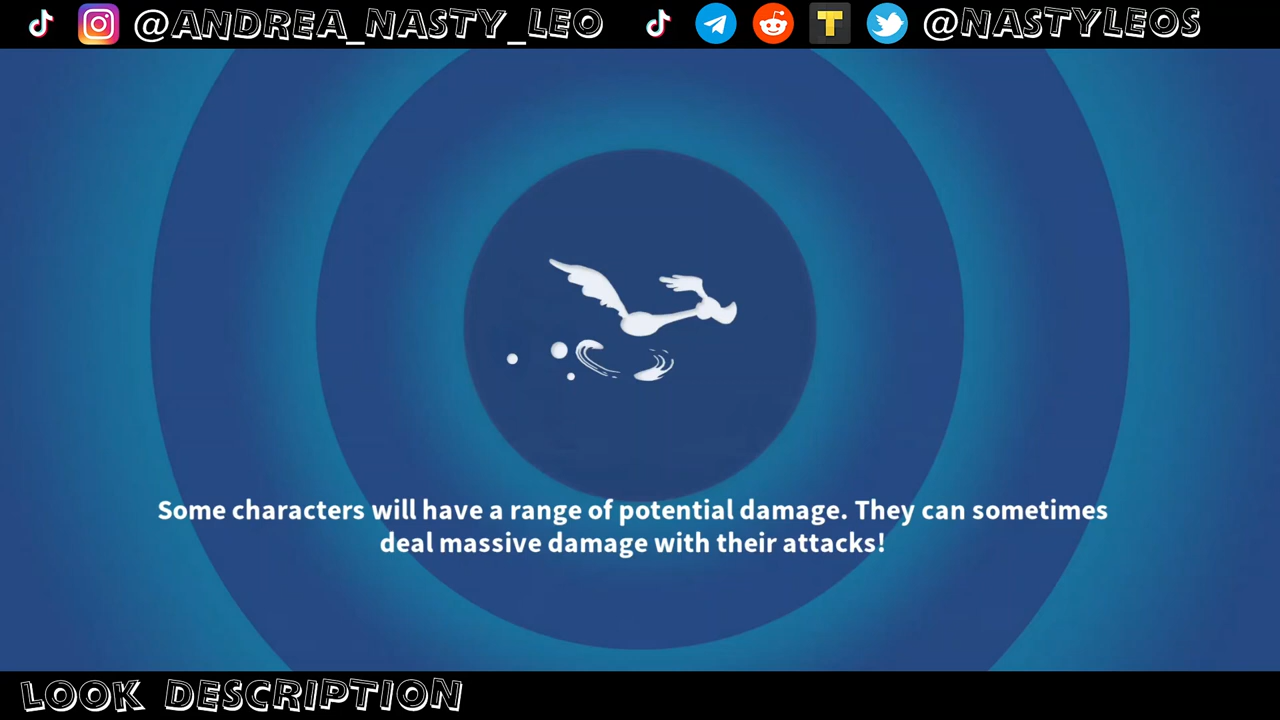 @ANDREA_NASTY_LEO @NASTYLEOS
Some characters will have a range of potential damage. They can sometimes
deal massive damage with their attacks!
LOOK DESCRIPTION